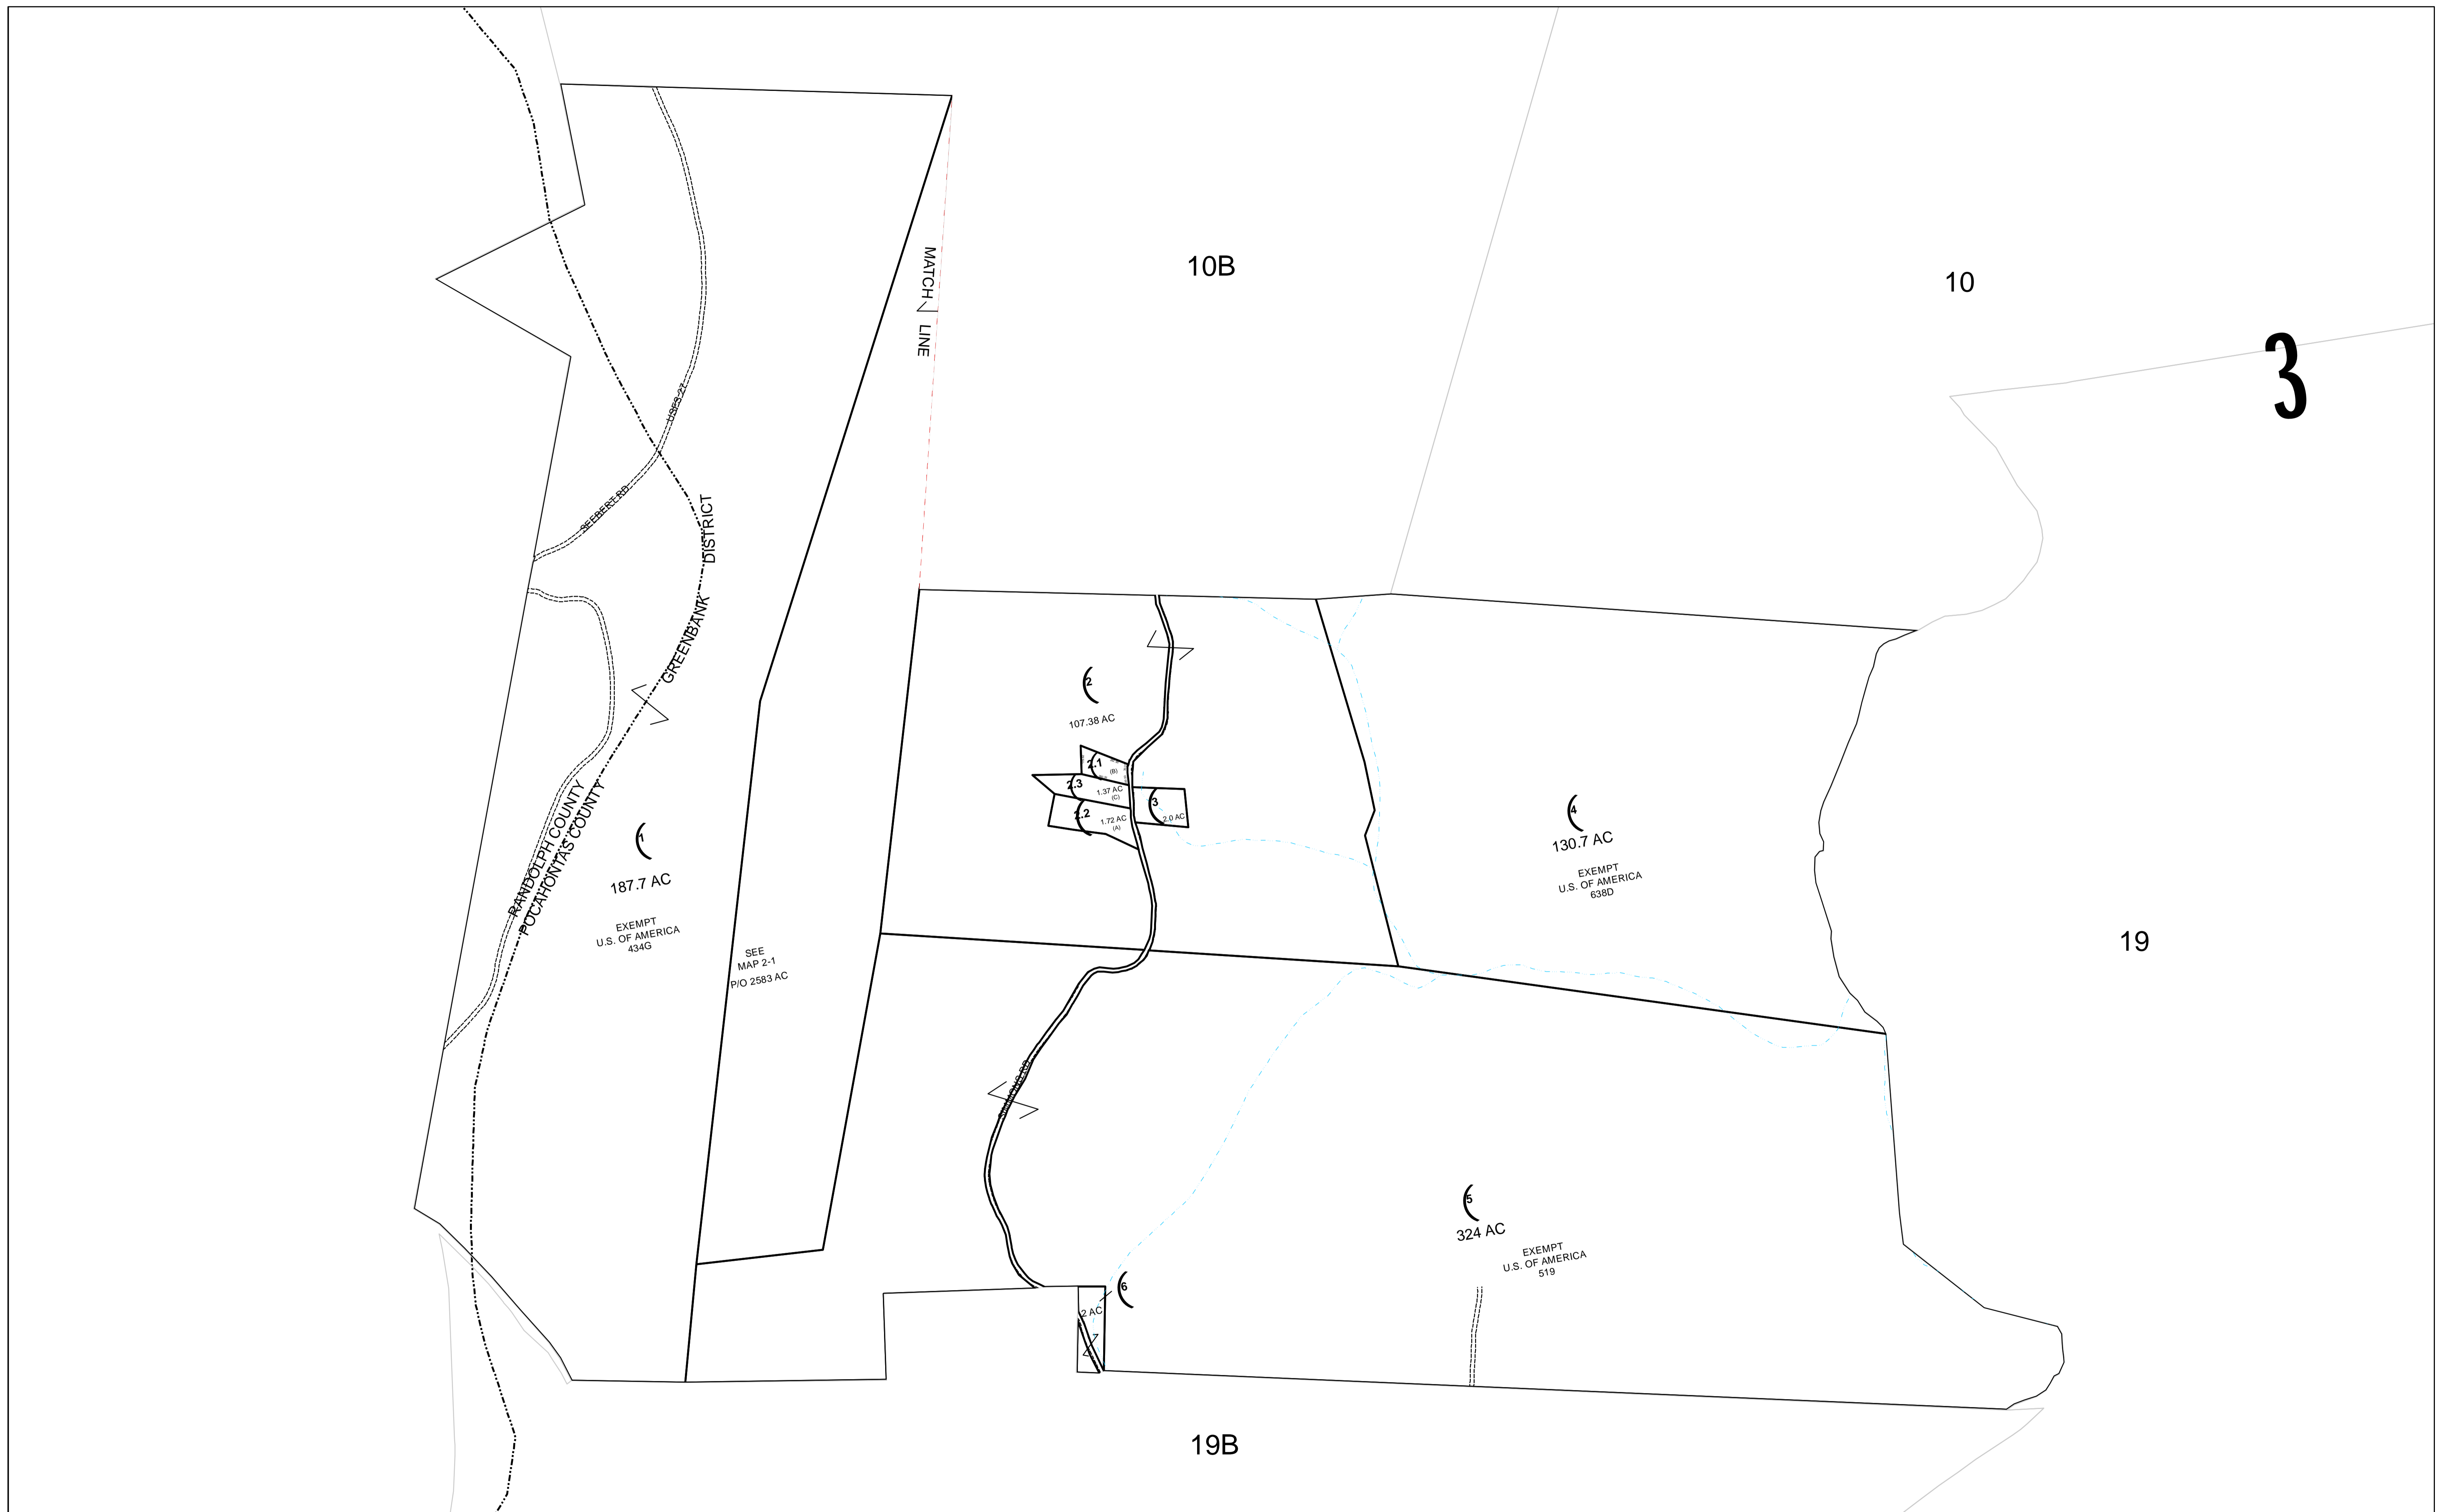 10B
10
3
MATCH
LINE
USFS 27
SEEBERT RD
GREENBANK
DISTRICT
2
107.38 AC
2.1
(B)
2.3
1.37 AC
(C)
2.2
1.72 AC
(A)
3
2.0 AC
4
130.7 AC
EXEMPT
U.S. OF AMERICA
638D
RANDOLPH COUNTY
POCAHONTAS COUNTY
1
187.7 AC
EXEMPT
U.S. OF AMERICA
434G
SEE
MAP 2-1
P/O 2583 AC
19
5
324 AC
EXEMPT
U.S. OF AMERICA
519
6
2 AC
19B